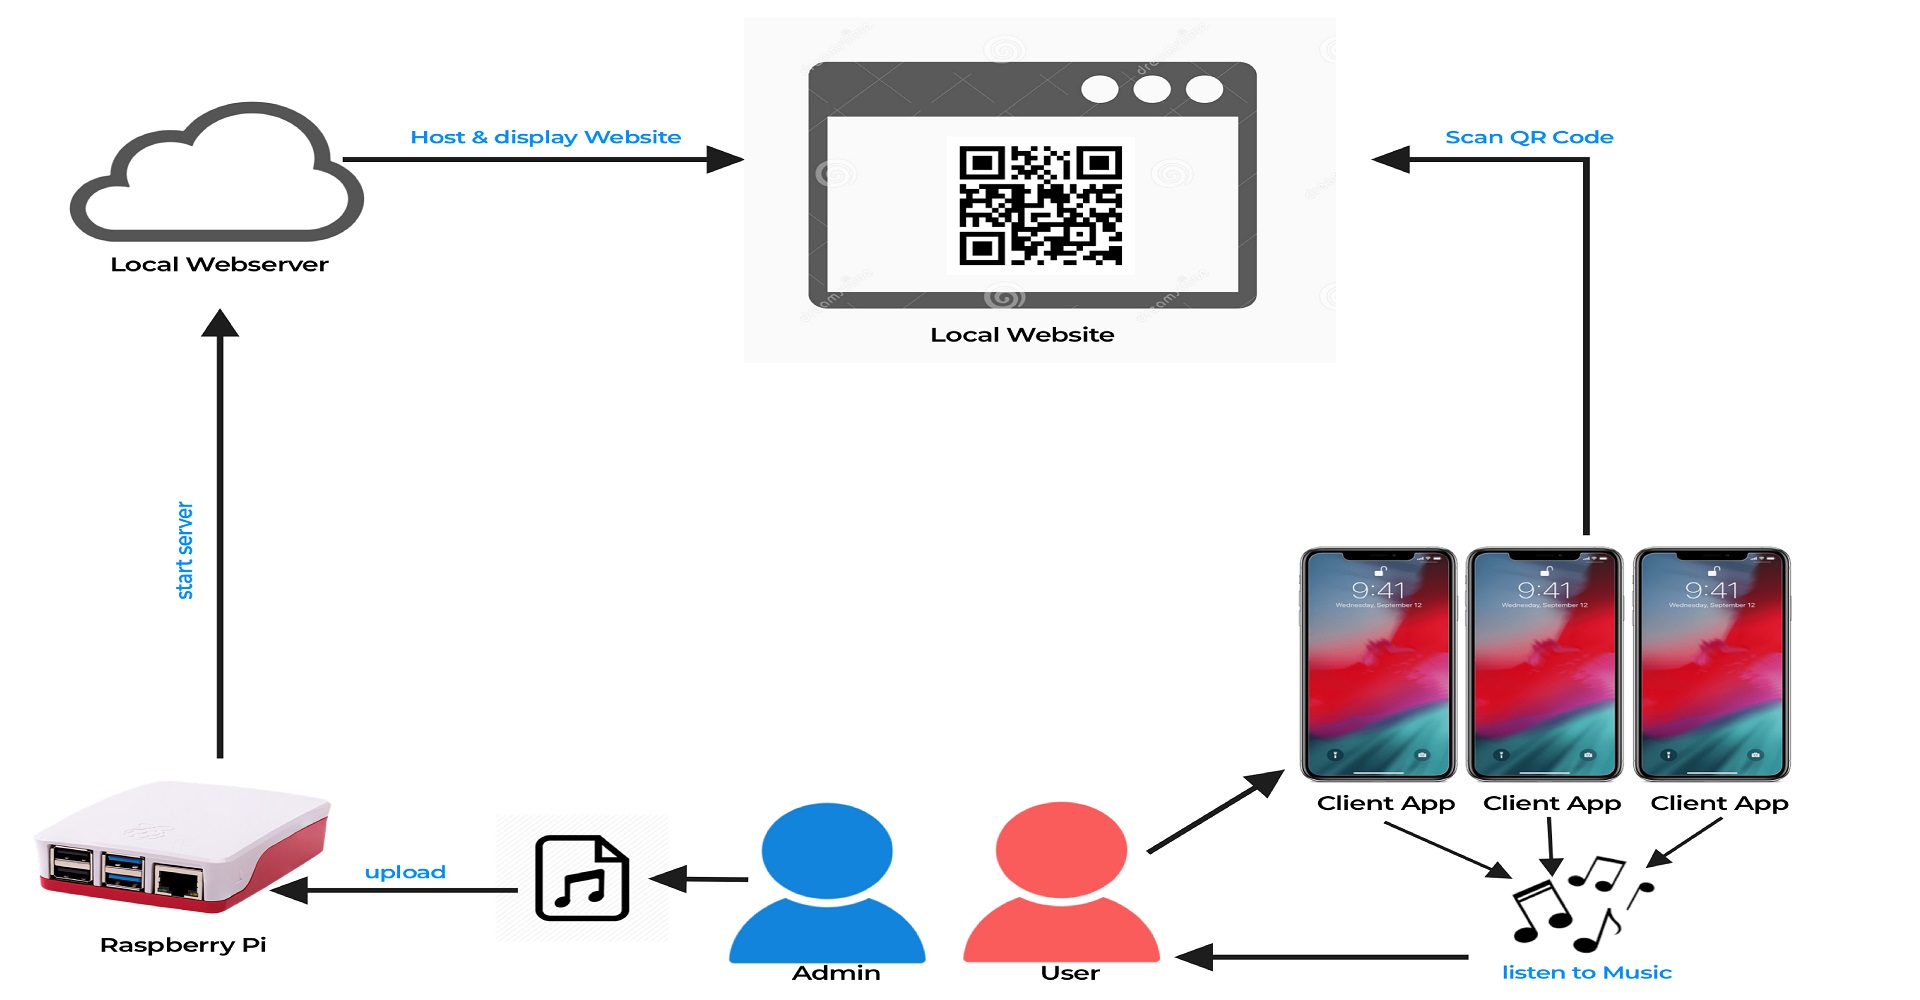 Host & display Website
Scan QR Code
Local Webserver
Local Website
start server
9:41
Wednesday, September 12
9:41
Wednesday, September 12
9:41
Wednesday, September 12
Client App
Client App
Client App
upload
Raspberry Pi
Admin
User
listen to Music